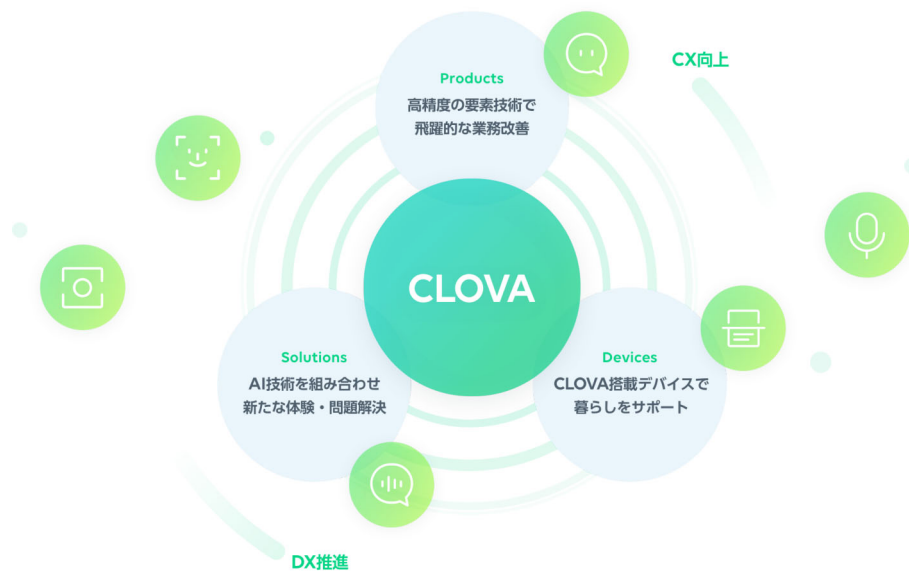 CX向上
Products
高精度の要素技術で
飛躍的な業務改善
CLOVA
Solutions
AI技術を組み合わせ
新たな体験・問題解決
Devices
CLOVA搭載デバイスで
暮らしをサポート
DX推進